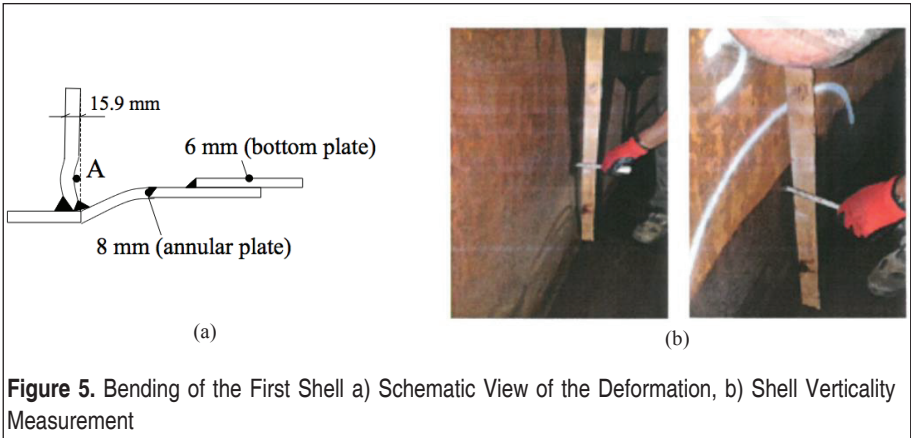 15.9 mm
A
6 mm (bottom plate)
8 mm (annular plate)
(a)
(b)
Figure 5. Bending of the First Shell a) Schematic View of the Deformation, b) Shell Verticality
Measurement